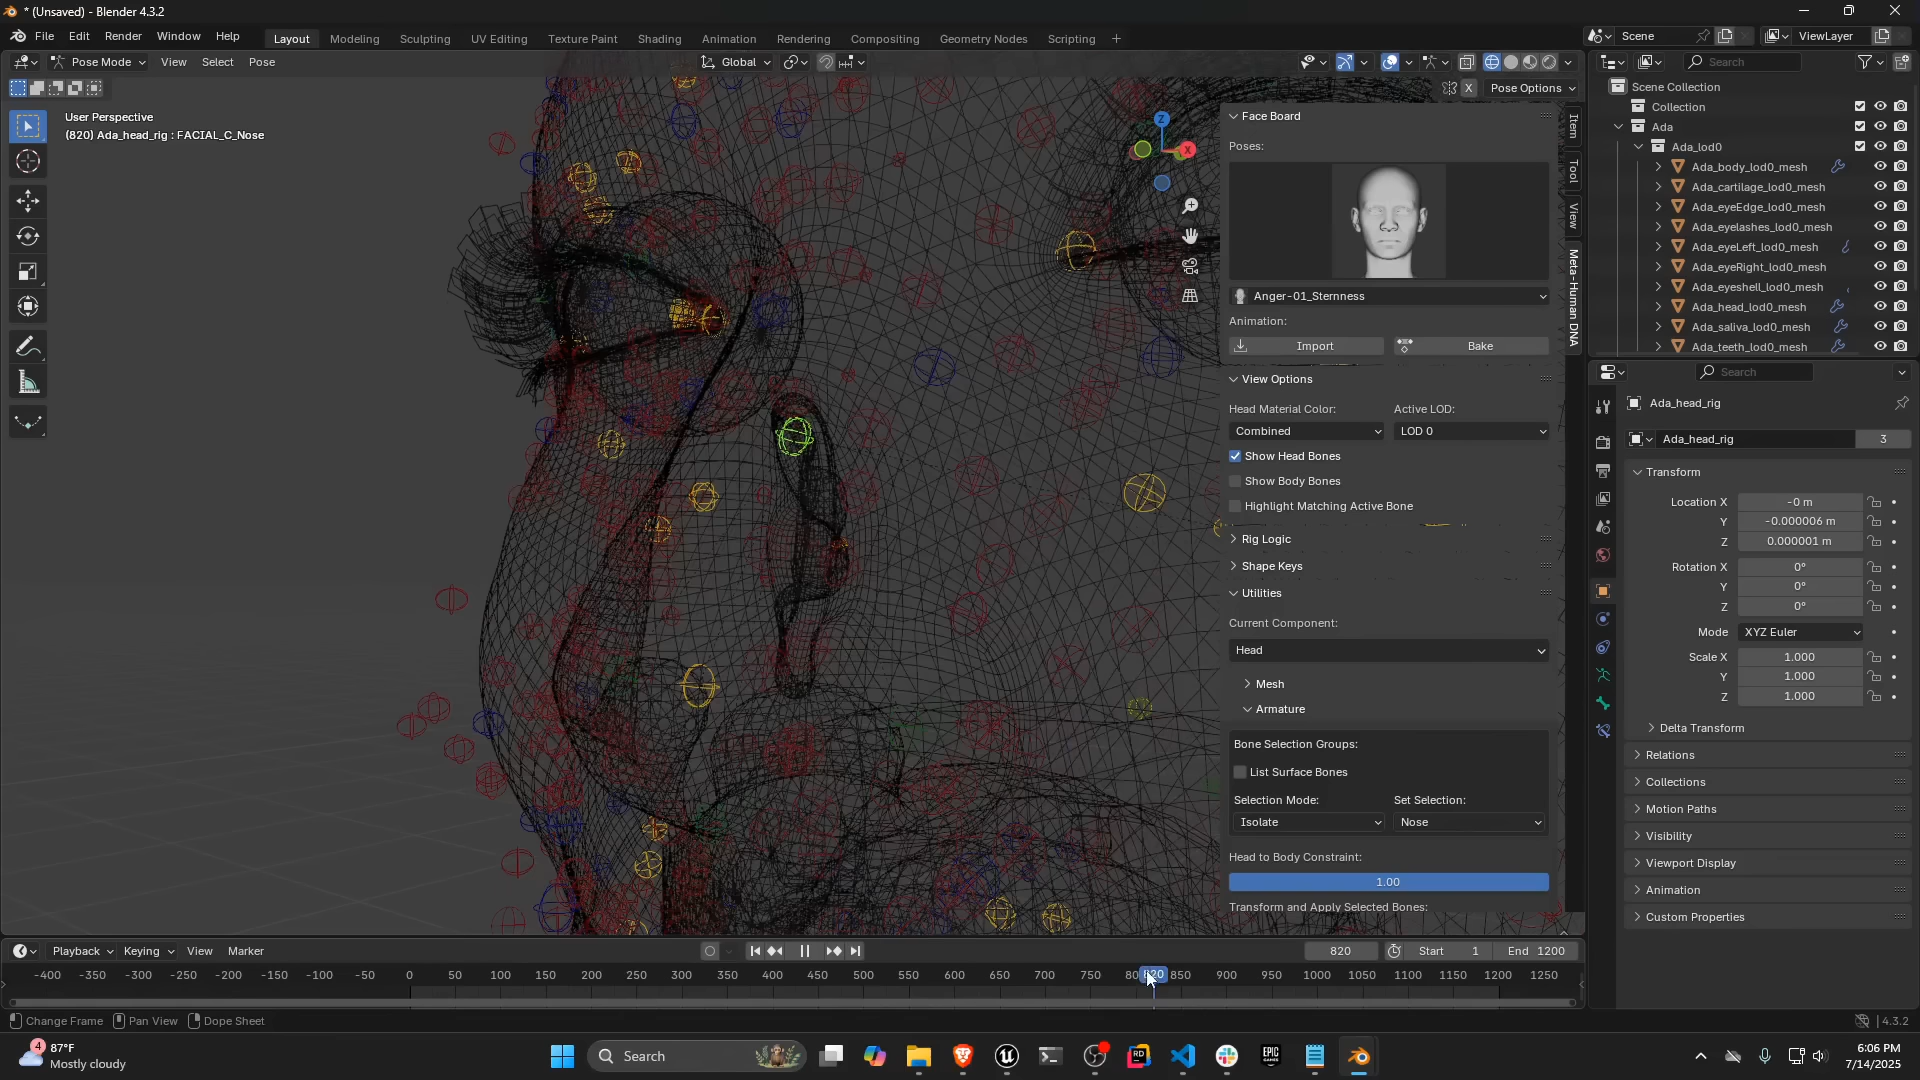 * (Unsaved) - Blender 4.3.2
File Edit Render Window Help
Layout Modeling Sculpting UV Editing Texture Paint Shading Animation Rendering Compositing Geometry Nodes Scripting +
Scene
ViewLayer
Pose Mode View Select Pose
Global
Search
X Pose Options
User Perspective
(820) Ada_head_rig : FACIAL_C_Nose
Z
X
Item
Tool
View
Meta-Human DNA
Face Board
Poses:
Anger-01_Sternness
Animation:
Import
Bake
View Options
Head Material Color:
Active LOD:
Combined
LOD 0
Show Head Bones
Show Body Bones
Highlight Matching Active Bone
Rig Logic
Shape Keys
Utilities
Current Component:
Head
Mesh
Armature
Bone Selection Groups:
List Surface Bones
Selection Mode:
Set Selection:
Isolate
Nose
Head to Body Constraint:
1.00
Transform and Apply Selected Bones:
Scene Collection
Collection
Ada
Ada_lod0
Ada_body_lod0_mesh
Ada_cartilage_lod0_mesh
Ada_eyeEdge_lod0_mesh
Ada_eyelashes_lod0_mesh
Ada_eyeLeft_lod0_mesh
Ada_eyeRight_lod0_mesh
Ada_eyeshell_lod0_mesh
Ada_head_lod0_mesh
Ada_saliva_lod0_mesh
Ada_teeth_lod0_mesh
Search
Ada_head_rig
Ada_head_rig 3
Transform
Location X -0 m
Y -0.000006 m
Z 0.000001 m
Rotation X 0°
Y 0°
Z 0°
Mode XYZ Euler
Scale X 1.000
Y 1.000
Z 1.000
Delta Transform
Relations
Collections
Motion Paths
Visibility
Viewport Display
Animation
Custom Properties
Playback Keying View Marker
820 Start 1 End 1200
-400 -350 -300 -250 -200 -150 -100 -50 0 50 100 150 200 250 300 350 400 450 500 550 600 650 700 750 80 820 850 900 950 1000 1050 1100 1150 1200 1250
Change Frame Pan View Dope Sheet
4.3.2
4
87°F
Mostly cloudy
Search
RD
EPIC
GAMES
6:06 PM
7/14/2025